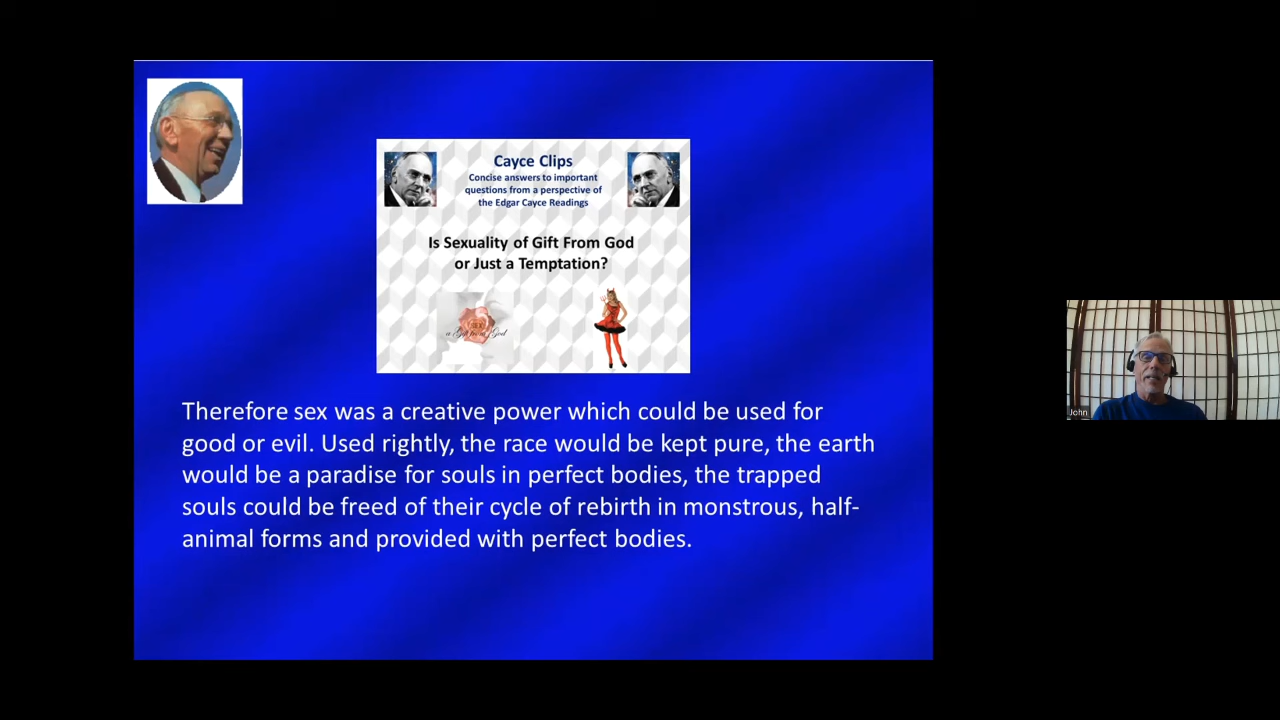 Cayce Clips
Concise answers to important
questions from a perspective of
the Edgar Cayce Readings
Is Sexuality of Gift From God
or Just a Temptation?
a Gift from God
Therefore sex was a creative power which could be used for
good or evil. Used rightly, the race would be kept pure, the earth
would be a paradise for souls in perfect bodies, the trapped
souls could be freed of their cycle of rebirth in monstrous, half-
animal forms and provided with perfect bodies.
John